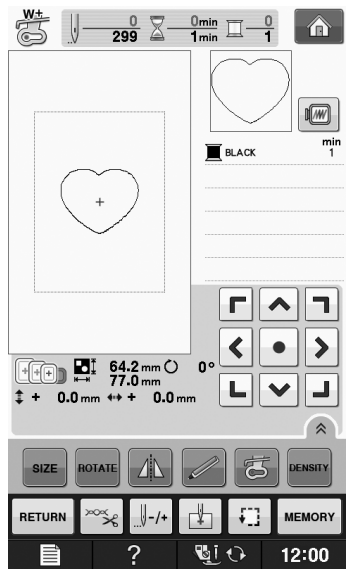 W+ 0 0min 0
299 1min 1
min
BLACK 1
64.2 mm 0°
77.0 mm
+ 0.0 mm + 0.0 mm
SIZE ROTATE DENSITY
RETURN -/+ MEMORY
? 12:00